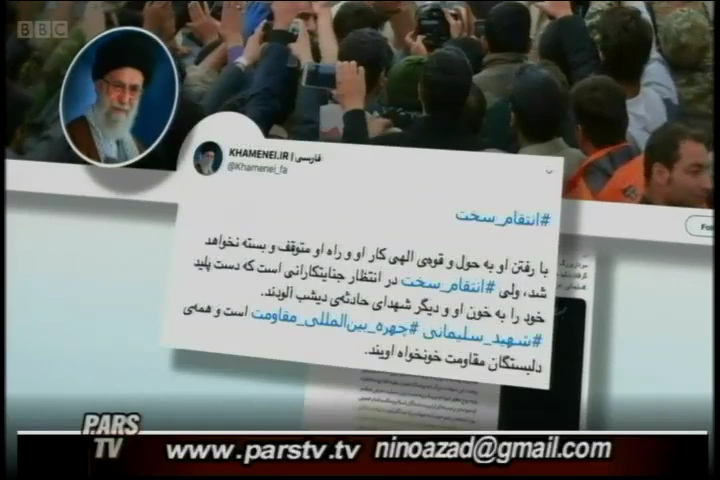 BBC
KHAMENEI.IR | فارسی
@Khamenei_fa
#انتقام_سخت
با رفتن او به حول و قوه‌ی الهی کار او و راه او متوقف و بسته نخواهد
شد، ولی #انتقام_سخت در انتظار جنایتکارانی است که دست پلید
خود را به خون او و دیگر شهدای حادثه‌ی دیشب آلودند.
#شهید_سلیمانی #چهره_بین‌المللی_مقاومت است و همه‌ی
دلبستگان مقاومت خونخواه اویند.
PARS
TV
www.parstv.tv ninoazad@gmail.com